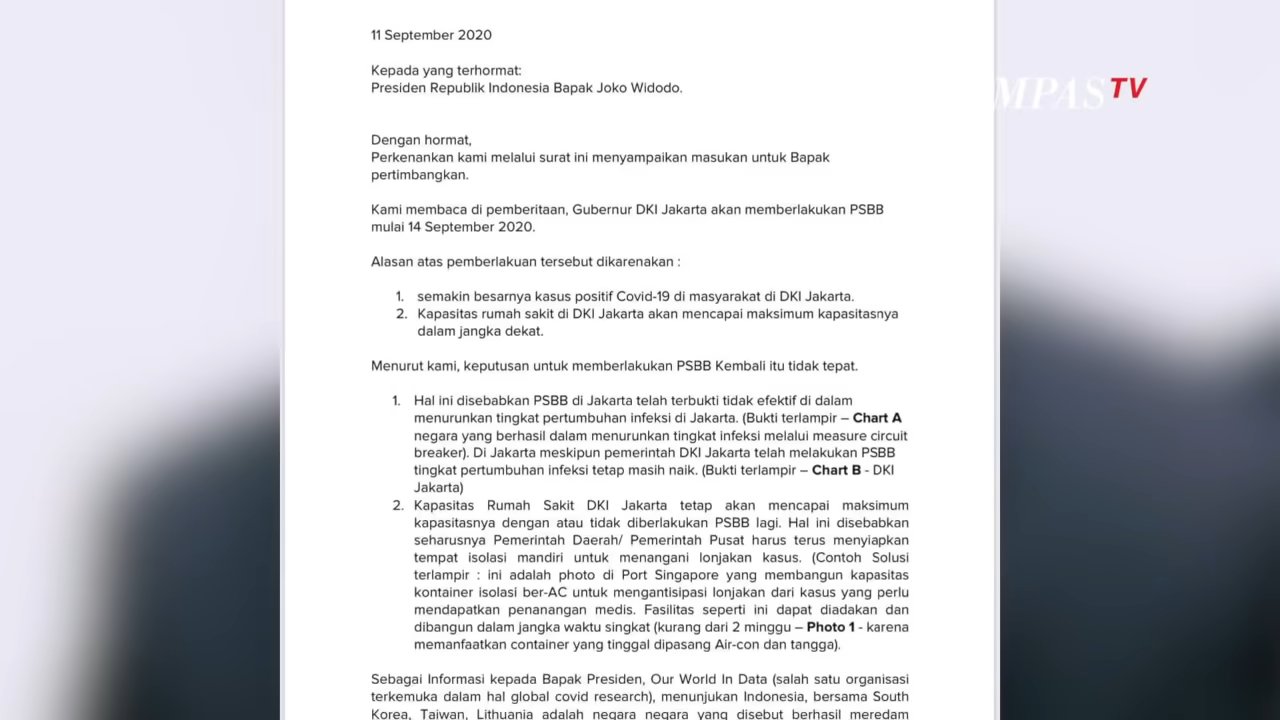 11 September 2020
Kepada yang terhormat:
Presiden Republik Indonesia Bapak Joko Widodo.
MPASTV
Dengan hormat,
Perkenankan kami melalui surat ini menyampaikan masukan untuk Bapak
pertimbangkan.
Kami membaca di pemberitaan, Gubernur DKI Jakarta akan memberlakukan PSBB
mulai 14 September 2020.
Alasan atas pemberlakuan tersebut dikarenakan :
1. semakin besarnya kasus positif Covid-19 di masyarakat di DKI Jakarta.
2. Kapasitas rumah sakit di DKI Jakarta akan mencapai maksimum kapasitasnya
dalam jangka dekat.
Menurut kami, keputusan untuk memberlakukan PSBB Kembali itu tidak tepat.
1. Hal ini disebabkan PSBB di Jakarta telah terbukti tidak efektif di dalam
menurunkan tingkat pertumbuhan infeksi di Jakarta. (Bukti terlampir – Chart A
negara yang berhasil dalam menurunkan tingkat infeksi melalui measure circuit
breaker). Di Jakarta meskipun pemerintah DKI Jakarta telah melakukan PSBB
tingkat pertumbuhan infeksi tetap masih naik. (Bukti terlampir – Chart B - DKI
Jakarta)
2. Kapasitas Rumah Sakit DKI Jakarta tetap akan mencapai maksimum
kapasitasnya dengan atau tidak diberlakukan PSBB lagi. Hal ini disebabkan
seharusnya Pemerintah Daerah/ Pemerintah Pusat harus terus menyiapkan
tempat isolasi mandiri untuk menangani lonjakan kasus. (Contoh Solusi
terlampir : ini adalah photo di Port Singapore yang membangun kapasitas
kontainer isolasi ber-AC untuk mengantisipasi lonjakan dari kasus yang perlu
mendapatkan penanangan medis. Fasilitas seperti ini dapat diadakan dan
dibangun dalam jangka waktu singkat (kurang dari 2 minggu – Photo 1 - karena
memanfaatkan container yang tinggal dipasang Air-con dan tangga).
Sebagai Informasi kepada Bapak Presiden, Our World In Data (salah satu organisasi
terkemuka dalam hal global covid research), menunjukan Indonesia, bersama South
Korea, Taiwan, Lithuania adalah negara negara yang disebut berhasil meredam